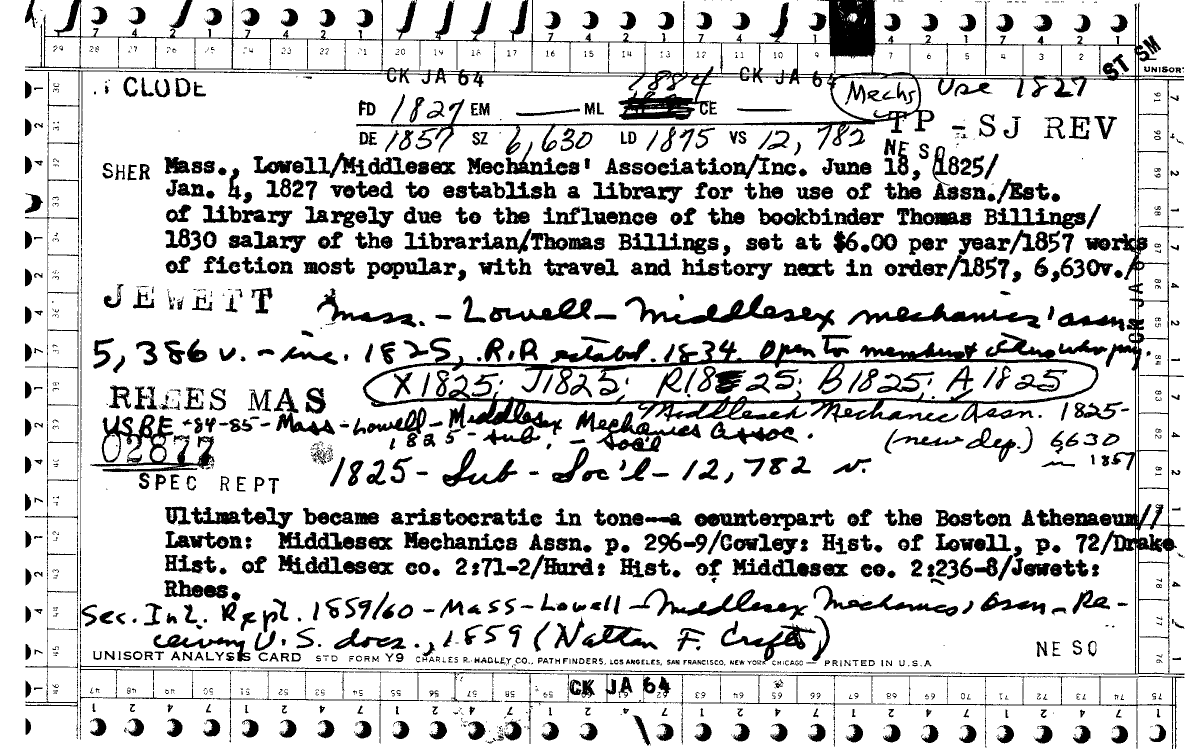 CLUDE
CK JA 64
1884
CK JA 64
Mechs
Use 1827
ST SM
UNISORT
FD 1827 EM — ML CE —
DE 1857 SZ 6,630 LD 1875 VS 12,782
TP - SJ REV
NE SO
SHER Mass., Lowell/Middlesex Mechanics' Association/Inc. June 18, 1825/
Jan. 4, 1827 voted to establish a library for the use of the Assn./Est.
of library largely due to the influence of the bookbinder Thomas Billings/
1830 salary of the librarian/Thomas Billings, set at $6.00 per year/1857 works
of fiction most popular, with travel and history next in order/1857, 6,630v./
JEWETT Mass. - Lowell - Middlesex mechanics' assn
5,386 v. - inc. 1825, R.R establ. 1834. Open to members & others who pay.
X1825; J1825; R1825; B1825; A1825
RHEES MAS
Middlesex Mechanic Assn. 1825-
USBE -84-85- Mass-Lowell-Middlesex Mechanics Assoc.
1825 - sub. - Soc'l
(new dep.) 6630
in 1857
02877
1825 - Sub - Soc'l - 12,782 v.
SPEC REPT
Ultimately became aristocratic in tone--a counterpart of the Boston Athenaeum//
Lawton: Middlesex Mechanics Assn. p. 296-9/Cowley: Hist. of Lowell, p. 72/Drake
Hist. of Middlesex co. 2:71-2/Hurd: Hist. of Middlesex co. 2:236-8/Jewett:
Rhees.
Sec. Int. Rept. 1859/60 - Mass-Lowell-Middlesex Mechanics' Assn - Re-
ceiving U.S. docs., 1859 (Nathan F. Crafts)
NE SO
UNISORT ANALYSIS CARD STD FORM Y9 CHARLES R. HADLEY CO., PATHFINDERS, LOS ANGELES, SAN FRANCISCO, NEW YORK CHICAGO — PRINTED IN U.S.A
CK JA 64